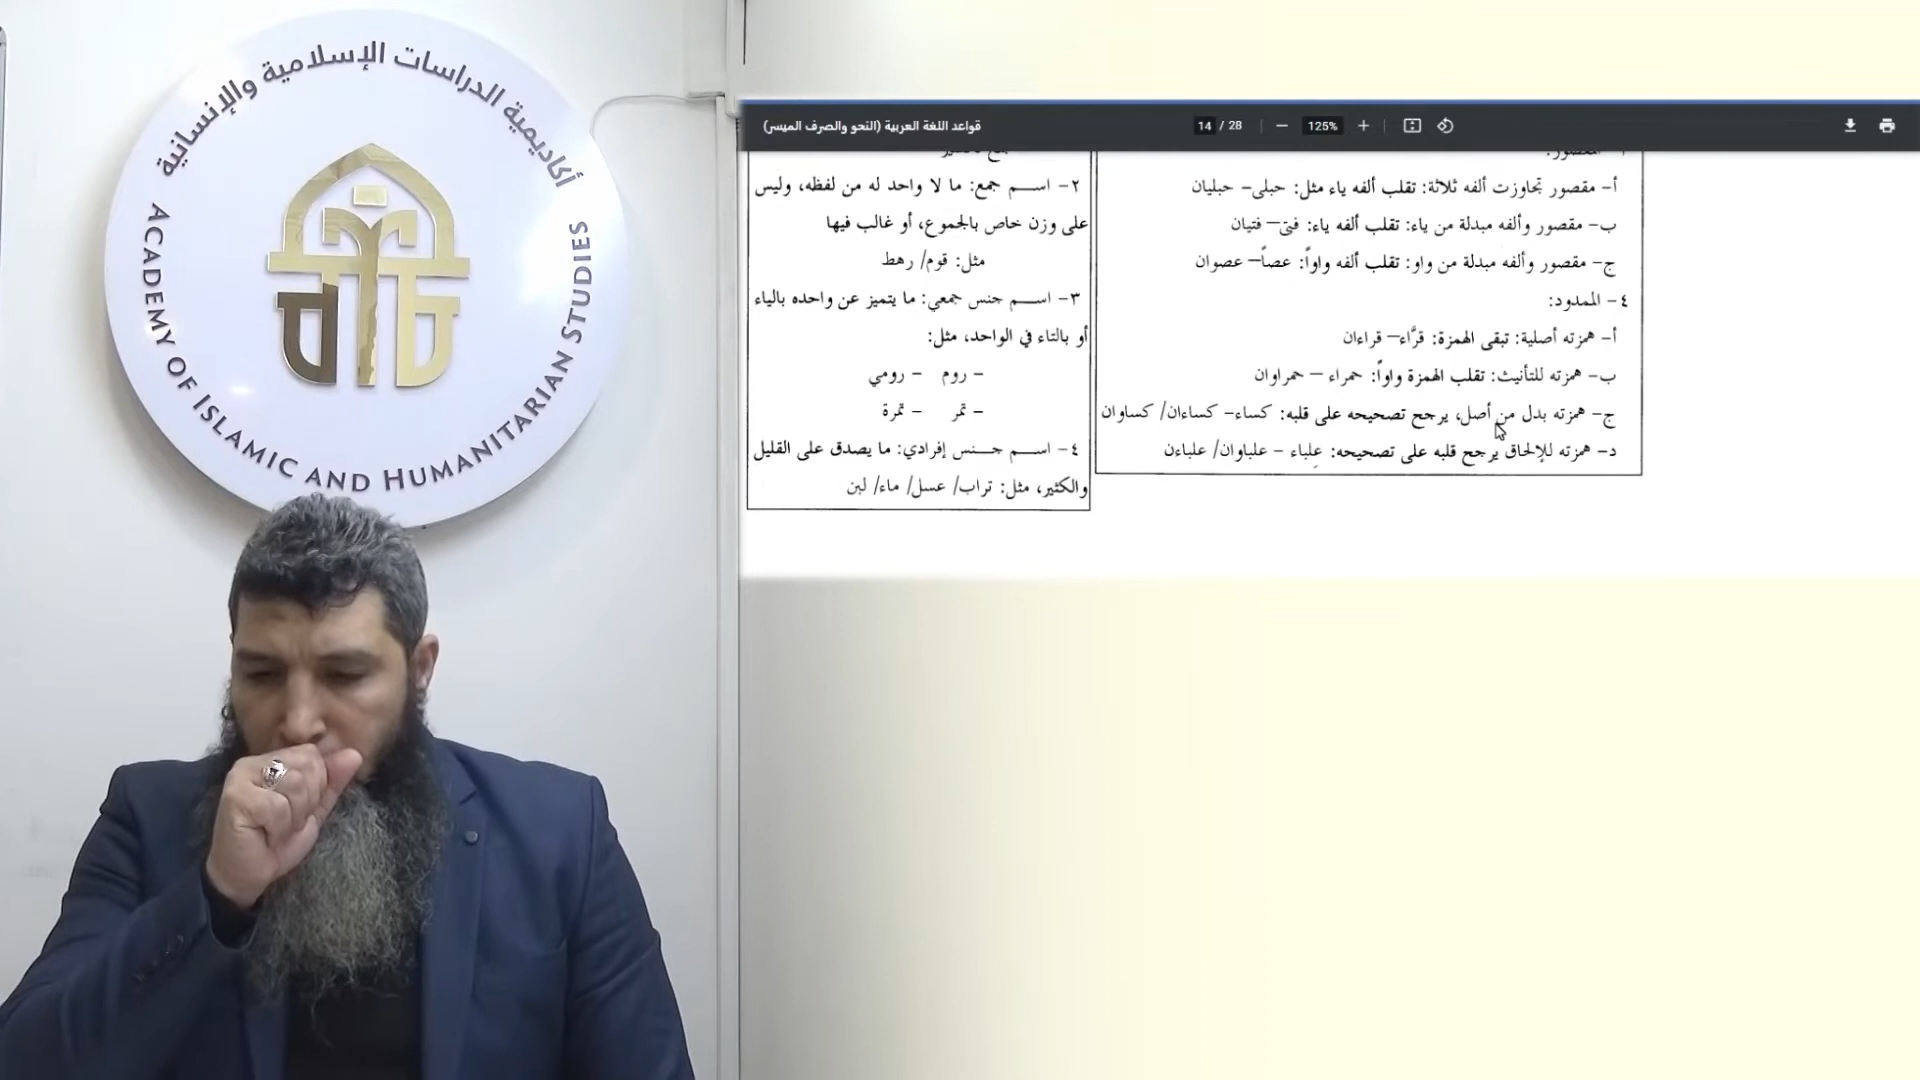 أكاديمية الدراسات الإسلامية والإنسانية
ACADEMY OF ISLAMIC AND HUMANITARIAN STUDIES
قواعد اللغة العربية (النحو والصرف الميسر)
14 / 28
125%
أ- مقصور تجاوزت ألفه ثلاثة: تقلب ألفه ياء مثل: حبلى- حبليان
ب- مقصور وألفه مبدلة من ياء: تقلب ألفه ياء: فتى- فتيان
ج- مقصور وألفه مبدلة من واو: تقلب ألفه واواً: عصاً- عصوان
٤- الممدود:
أ- همزته أصلية: تبقى الهمزة: قرَّاء- قراءان
ب- همزته للتأنيث: تقلب الهمزة واواً: حمراء - حمراوان
ج- همزته بدل من أصل، يرجح تصحيحه على قلبه: كساء- كساءان/ كساوان
د- همزته للإلحاق يرجح قلبه على تصحيحه: عِلباء - علباوان/ علباءن
٢- اسم جمع: ما لا واحد له من لفظه، وليس
على وزن خاص بالجموع، أو غالب فيها
مثل: قوم/ رهط
٣- اسم جنس جمعي: ما يتميز عن واحده بالياء
أو بالتاء في الواحد، مثل:
- روم - رومي
- تمر - تمرة
٤- اسم جنس إفرادي: ما يصدق على القليل
والكثير، مثل: تراب/ عسل/ ماء/ لبن